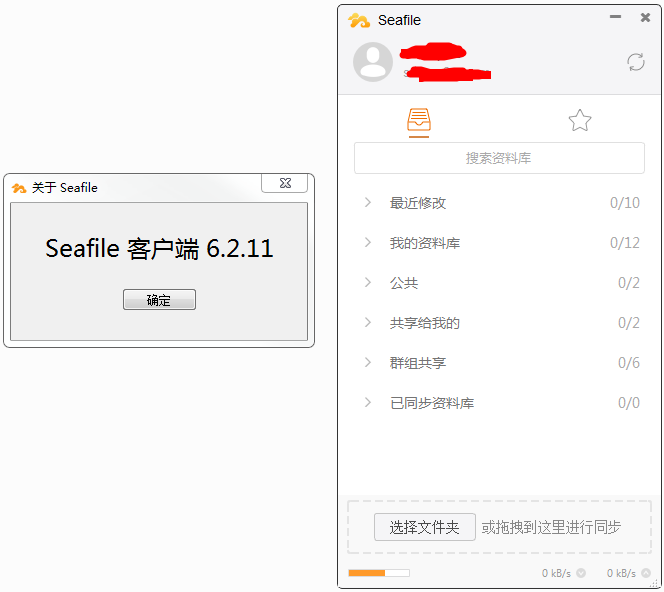 关于 Seafile
Seafile 客户端 6.2.11
确定
Seafile
搜索资料库
最近修改 0/10
我的资料库 0/12
公共 0/2
共享给我的 0/2
群组共享 0/6
已同步资料库 0/0
选择文件夹 或拖拽到这里进行同步
0 kB/s 0 kB/s